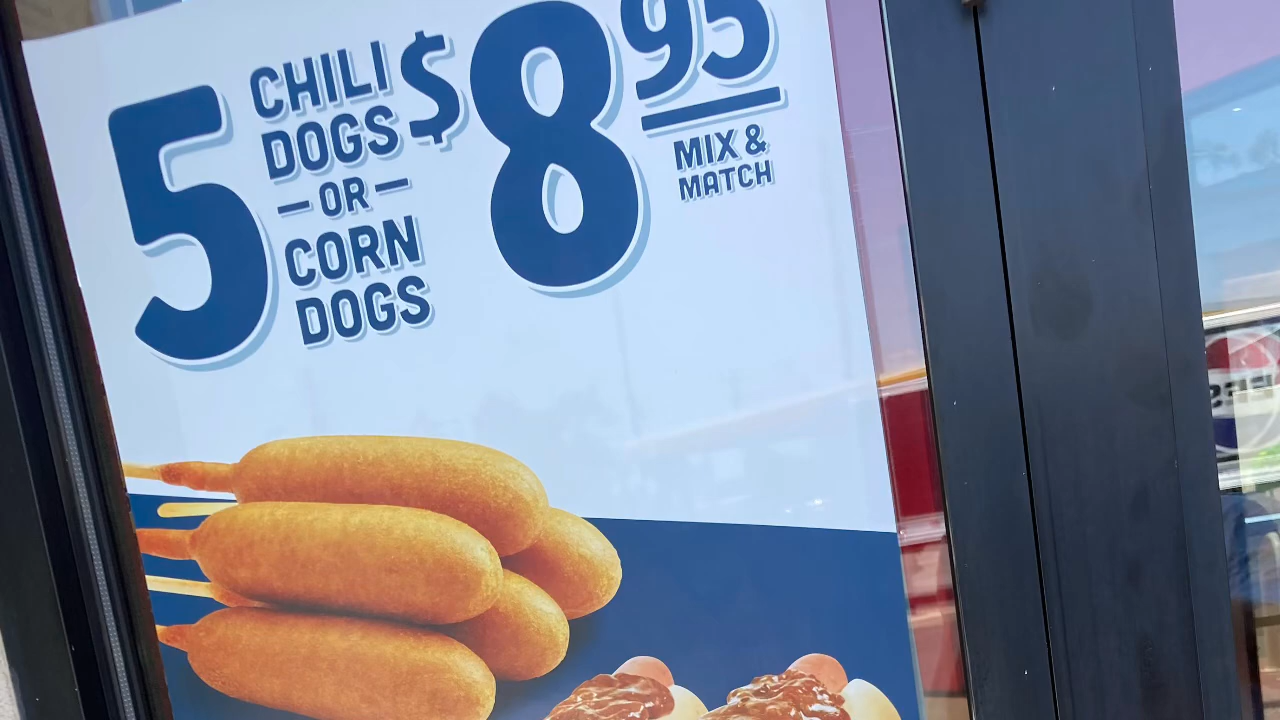 5
CHILI
DOGS
— OR —
CORN
DOGS
$8.95
MIX &
MATCH